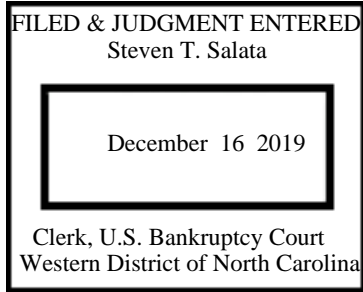 FILED & JUDGMENT ENTERED
Steven T. Salata
December 16 2019
Clerk, U.S. Bankruptcy Court
Western District of North Carolina